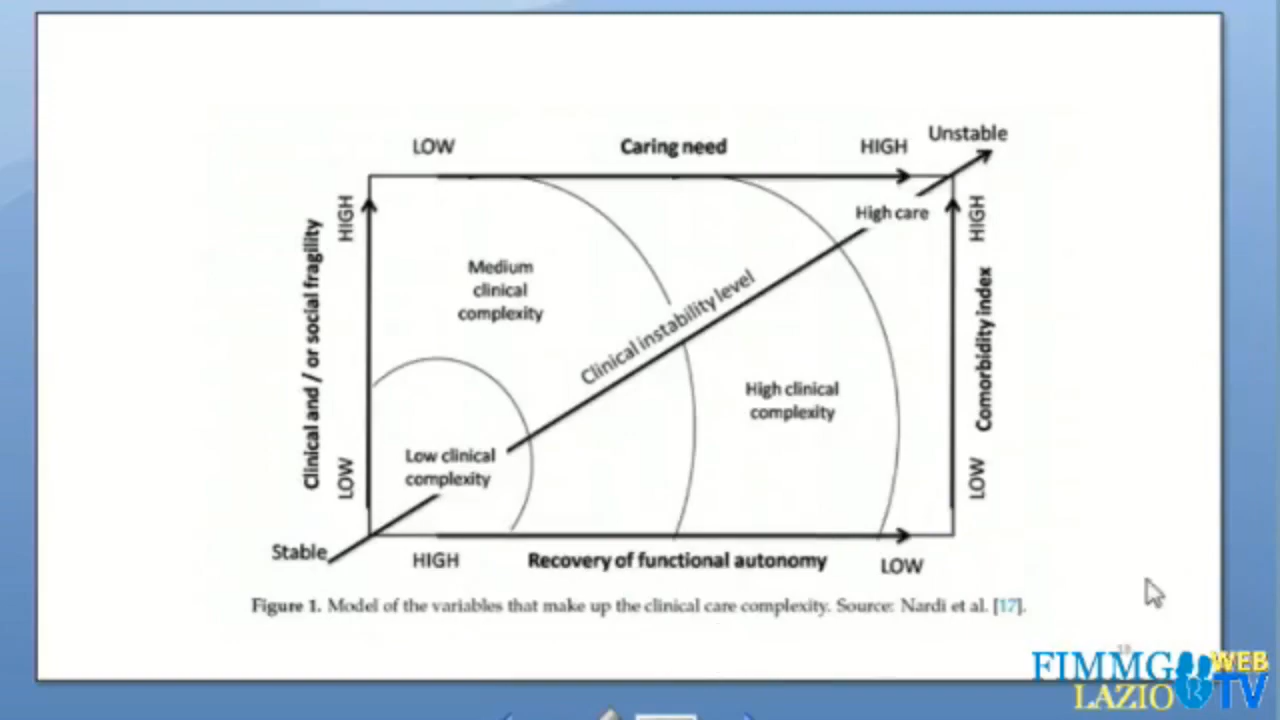 LOW Caring need HIGH Unstable
HIGH
Clinical and / or social fragility
LOW
Medium
clinical
complexity
Low clinical
complexity
Clinical instability level
High care
High clinical
complexity
HIGH
Comorbidity index
LOW
Stable
HIGH Recovery of functional autonomy LOW
Figure 1. Model of the variables that make up the clinical care complexity. Source: Nardi et al. [17].
FIMMG WEB
LAZIO TV